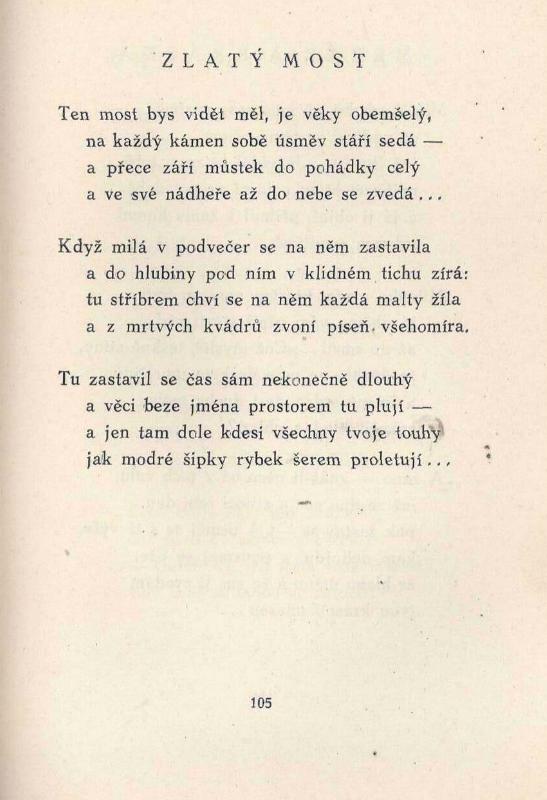 ZLATÝ MOST
Ten most bys vidět měl, je věky obemšelý,
na každý kámen sobě úsměv stáří sedá —
a přece září můstek do pohádky celý
a ve své nádheře až do nebe se zvedá...
Když milá v podvečer se na něm zastavila
a do hlubiny pod ním v klidném tichu zírá:
tu stříbrem chví se na něm každá malty žíla
a z mrtvých kvádrů zvoní píseň všehomíra.
Tu zastavil se čas sám nekonečně dlouhý
a věci beze jména prostorem tu plují —
a jen tam dole kdesi všechny tvoje touhy
jak modré šipky rybek šerem proletují...
105